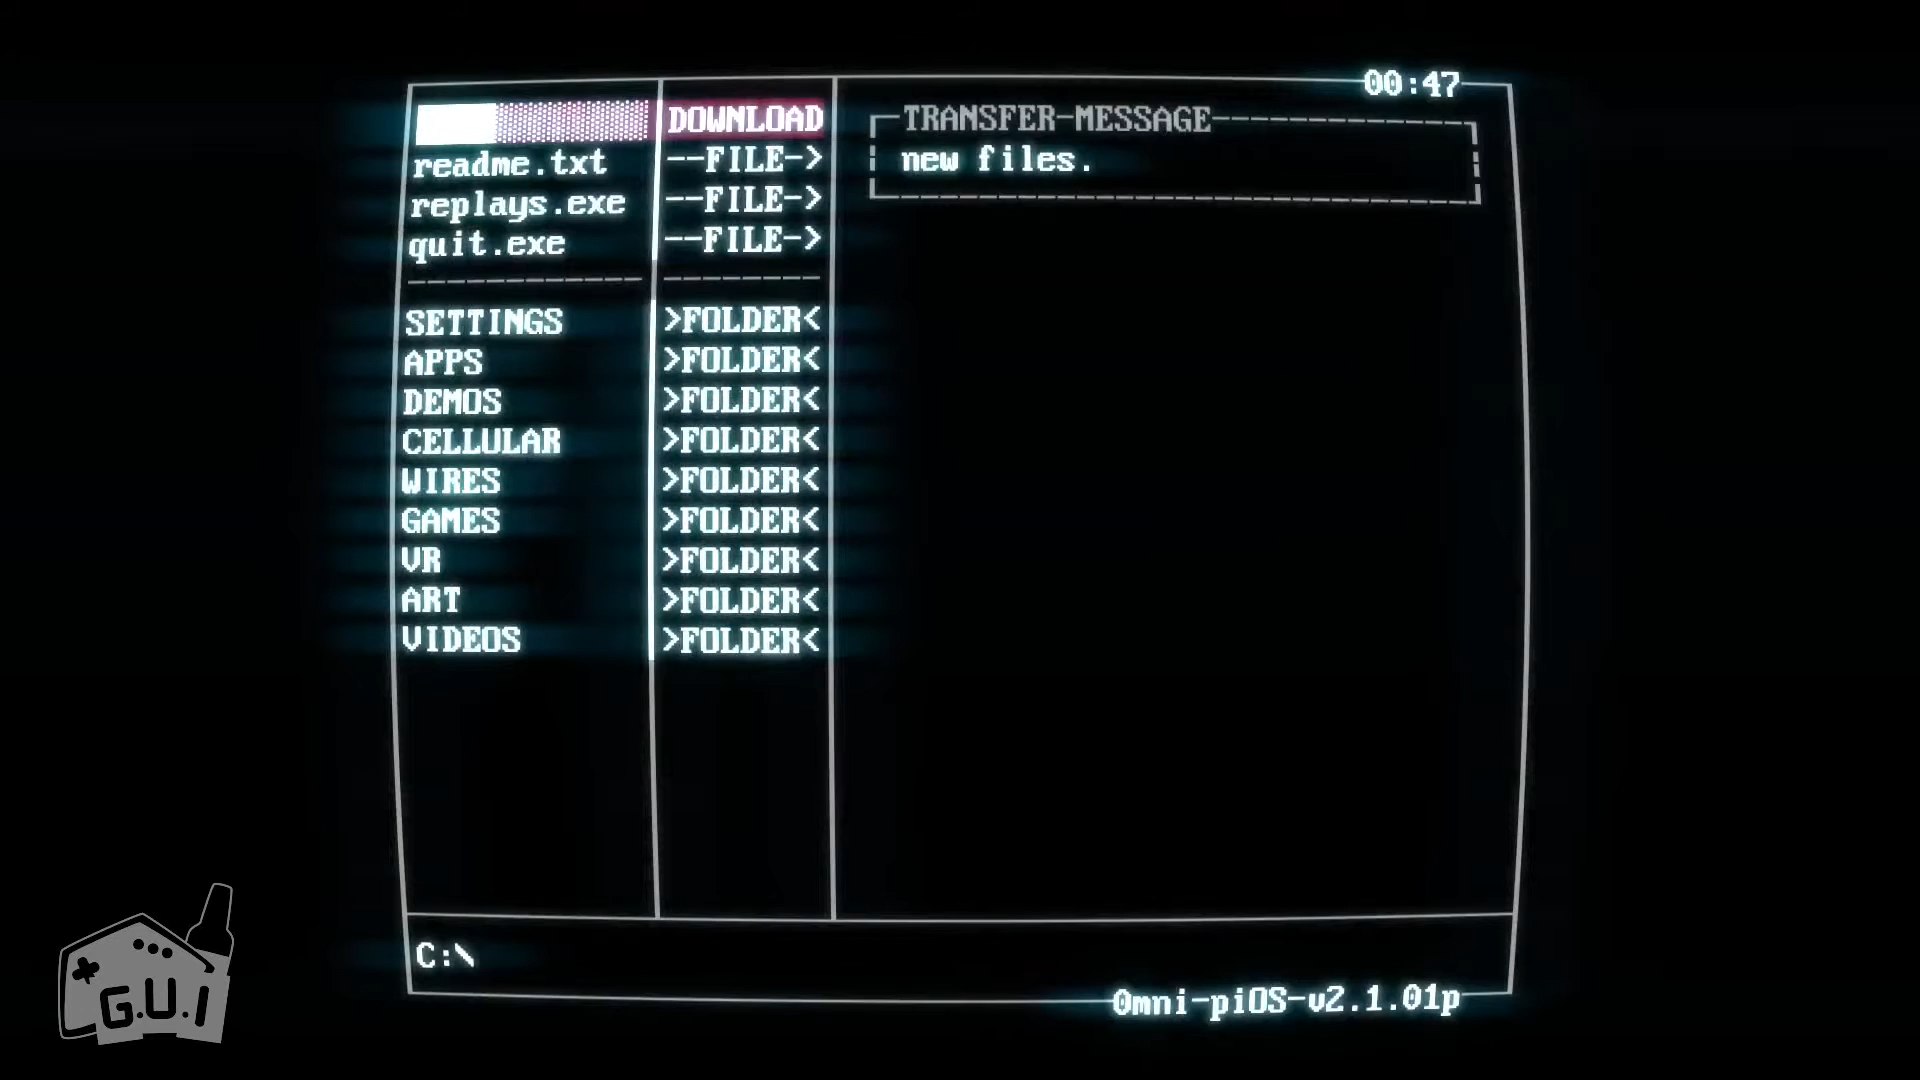 00:47
DOWNLOAD
readme.txt --FILE->
replays.exe --FILE->
quit.exe --FILE->
SETTINGS >FOLDER<
APPS >FOLDER<
DEMOS >FOLDER<
CELLULAR >FOLDER<
WIRES >FOLDER<
GAMES >FOLDER<
VR >FOLDER<
ART >FOLDER<
VIDEOS >FOLDER<
TRANSFER-MESSAGE
new files.
C:\
0mni-piOS-v2.1.01p
G.U.I